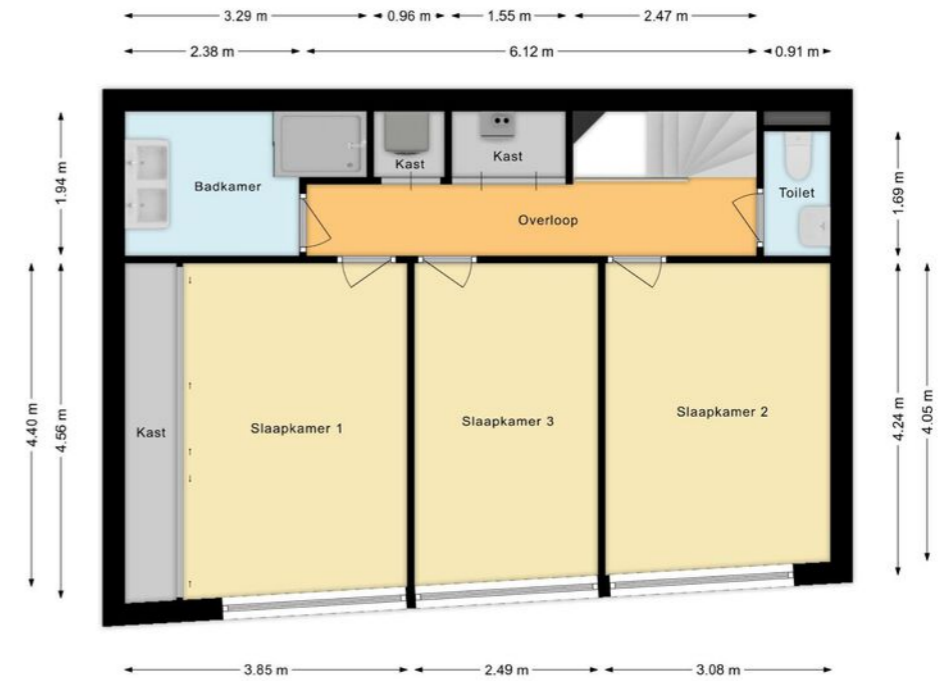 3.29 m 0.96 m 1.55 m 2.47 m
2.38 m 6.12 m 0.91 m
Kast
Kast
Badkamer
Toilet
Overloop
1.94 m
1.69 m
Kast
Slaapkamer 1
Slaapkamer 3
Slaapkamer 2
4.40 m
4.56 m
4.24 m
4.05 m
3.85 m 2.49 m 3.08 m